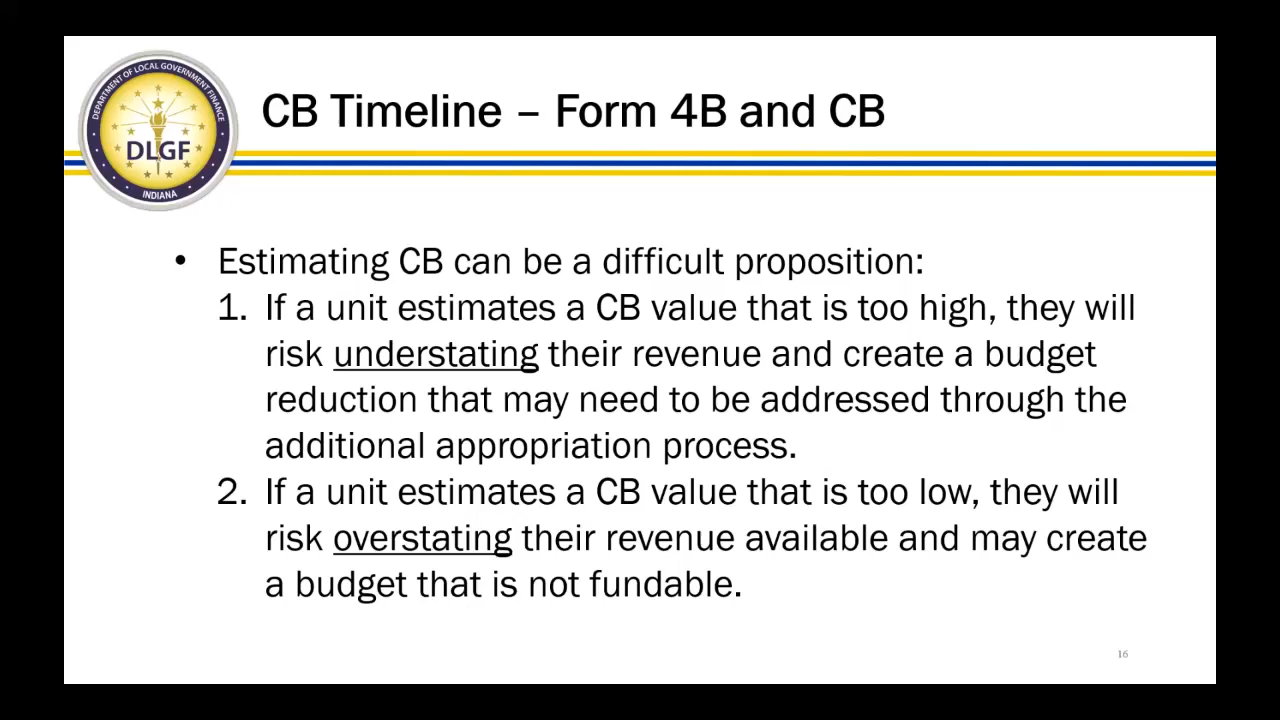 DEPARTMENT OF LOCAL GOVERNMENT FINANCE
DLGF
INDIANA
CB Timeline – Form 4B and CB
• Estimating CB can be a difficult proposition:
1. If a unit estimates a CB value that is too high, they will
risk understating their revenue and create a budget
reduction that may need to be addressed through the
additional appropriation process.
2. If a unit estimates a CB value that is too low, they will
risk overstating their revenue available and may create
a budget that is not fundable.
16